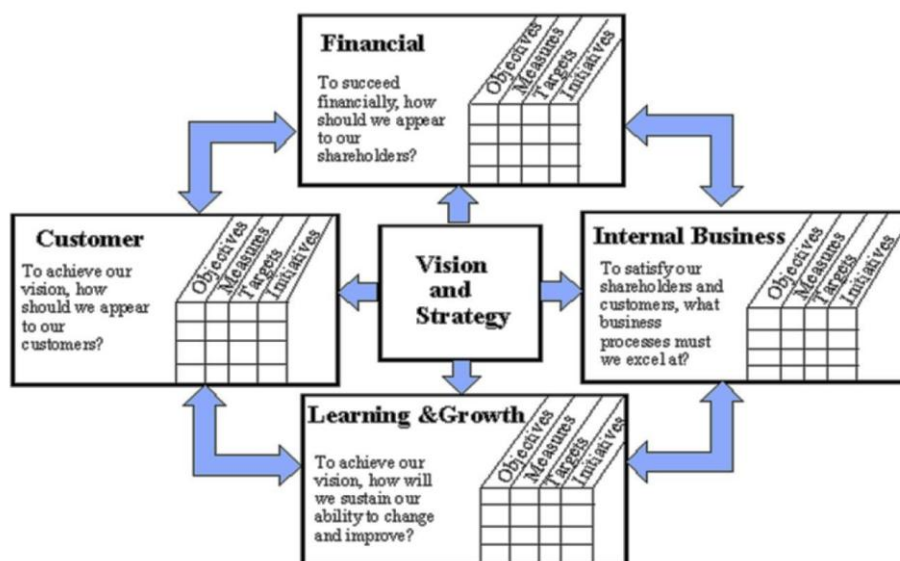 Financial
To succeed
financially, how
should we appear
to our
shareholders?
Objectives
Measures
Targets
Initiatives
Customer
To achieve our
vision, how
should we appear
to our
customers?
Objectives
Measures
Targets
Initiatives
Vision
and
Strategy
Internal Business
To satisfy our
shareholders and
customers, what
business
processes must
we excel at?
Objectives
Measures
Targets
Initiatives
Learning &Growth
To achieve our
vision, how will
we sustain our
ability to change
and improve?
Objectives
Measures
Targets
Initiatives